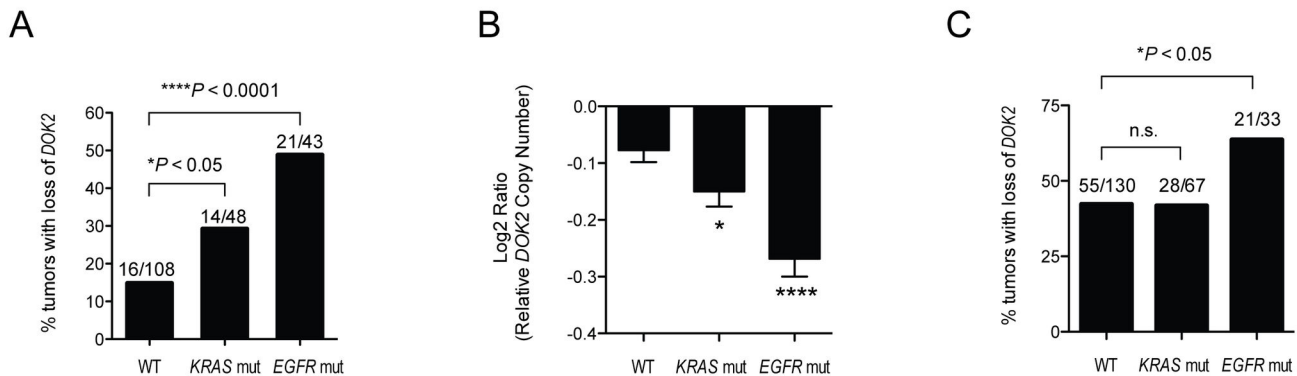 A
% tumors with loss of DOK2
60
50
40
30
20
10
0
****P < 0.0001
*P < 0.05
16/108
14/48
21/43
WT
KRAS mut
EGFR mut
B
Log2 Ratio
(Relative DOK2 Copy Number)
0.0
-0.1
-0.2
-0.3
-0.4
*
****
WT
KRAS mut
EGFR mut
C
% tumors with loss of DOK2
75
50
25
0
*P < 0.05
n.s.
55/130
28/67
21/33
WT
KRAS mut
EGFR mut